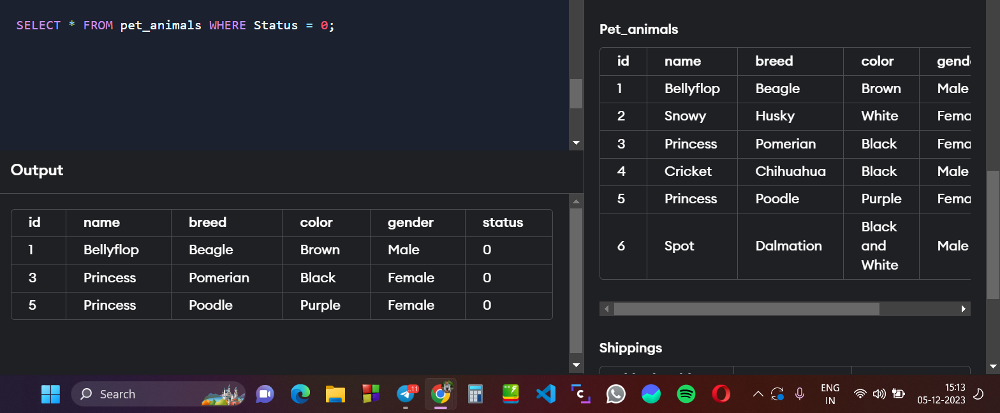 SELECT * FROM pet_animals WHERE Status = 0;
Output
id name breed color gender status
1 Bellyflop Beagle Brown Male 0
3 Princess Pomerian Black Female 0
5 Princess Poodle Purple Female 0
Pet_animals
id name breed color gend
1 Bellyflop Beagle Brown Male
2 Snowy Husky White Fema
3 Princess Pomerian Black Fema
4 Cricket Chihuahua Black Male
5 Princess Poodle Purple Fema
6 Spot Dalmation Black and White Male
Shippings
Search
11
ENG
IN
15:13
05-12-2023